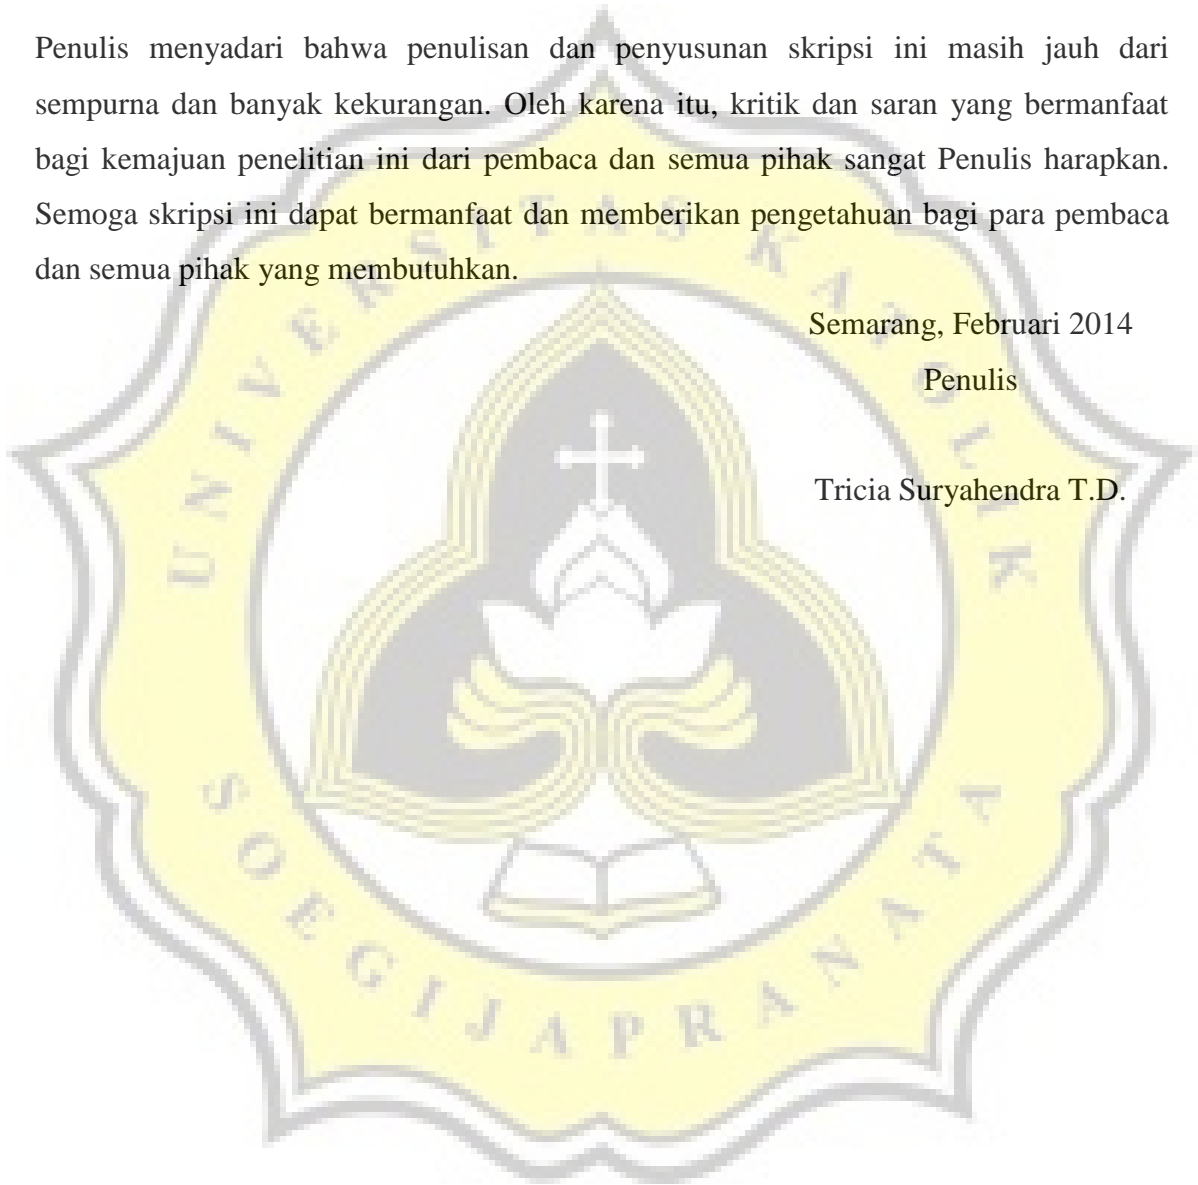 Penulis menyadari bahwa penulisan dan penyusunan skripsi ini masih jauh dari
sempurna dan banyak kekurangan. Oleh karena itu, kritik dan saran yang bermanfaat
bagi kemajuan penelitian ini dari pembaca dan semua pihak sangat Penulis harapkan.
Semoga skripsi ini dapat bermanfaat dan memberikan pengetahuan bagi para pembaca
dan semua pihak yang membutuhkan.
Semarang, Februari 2014
Penulis
Tricia Suryahendra T.D.
UNIVERSITAS KATOLIK
SOEGIJAPRANATA